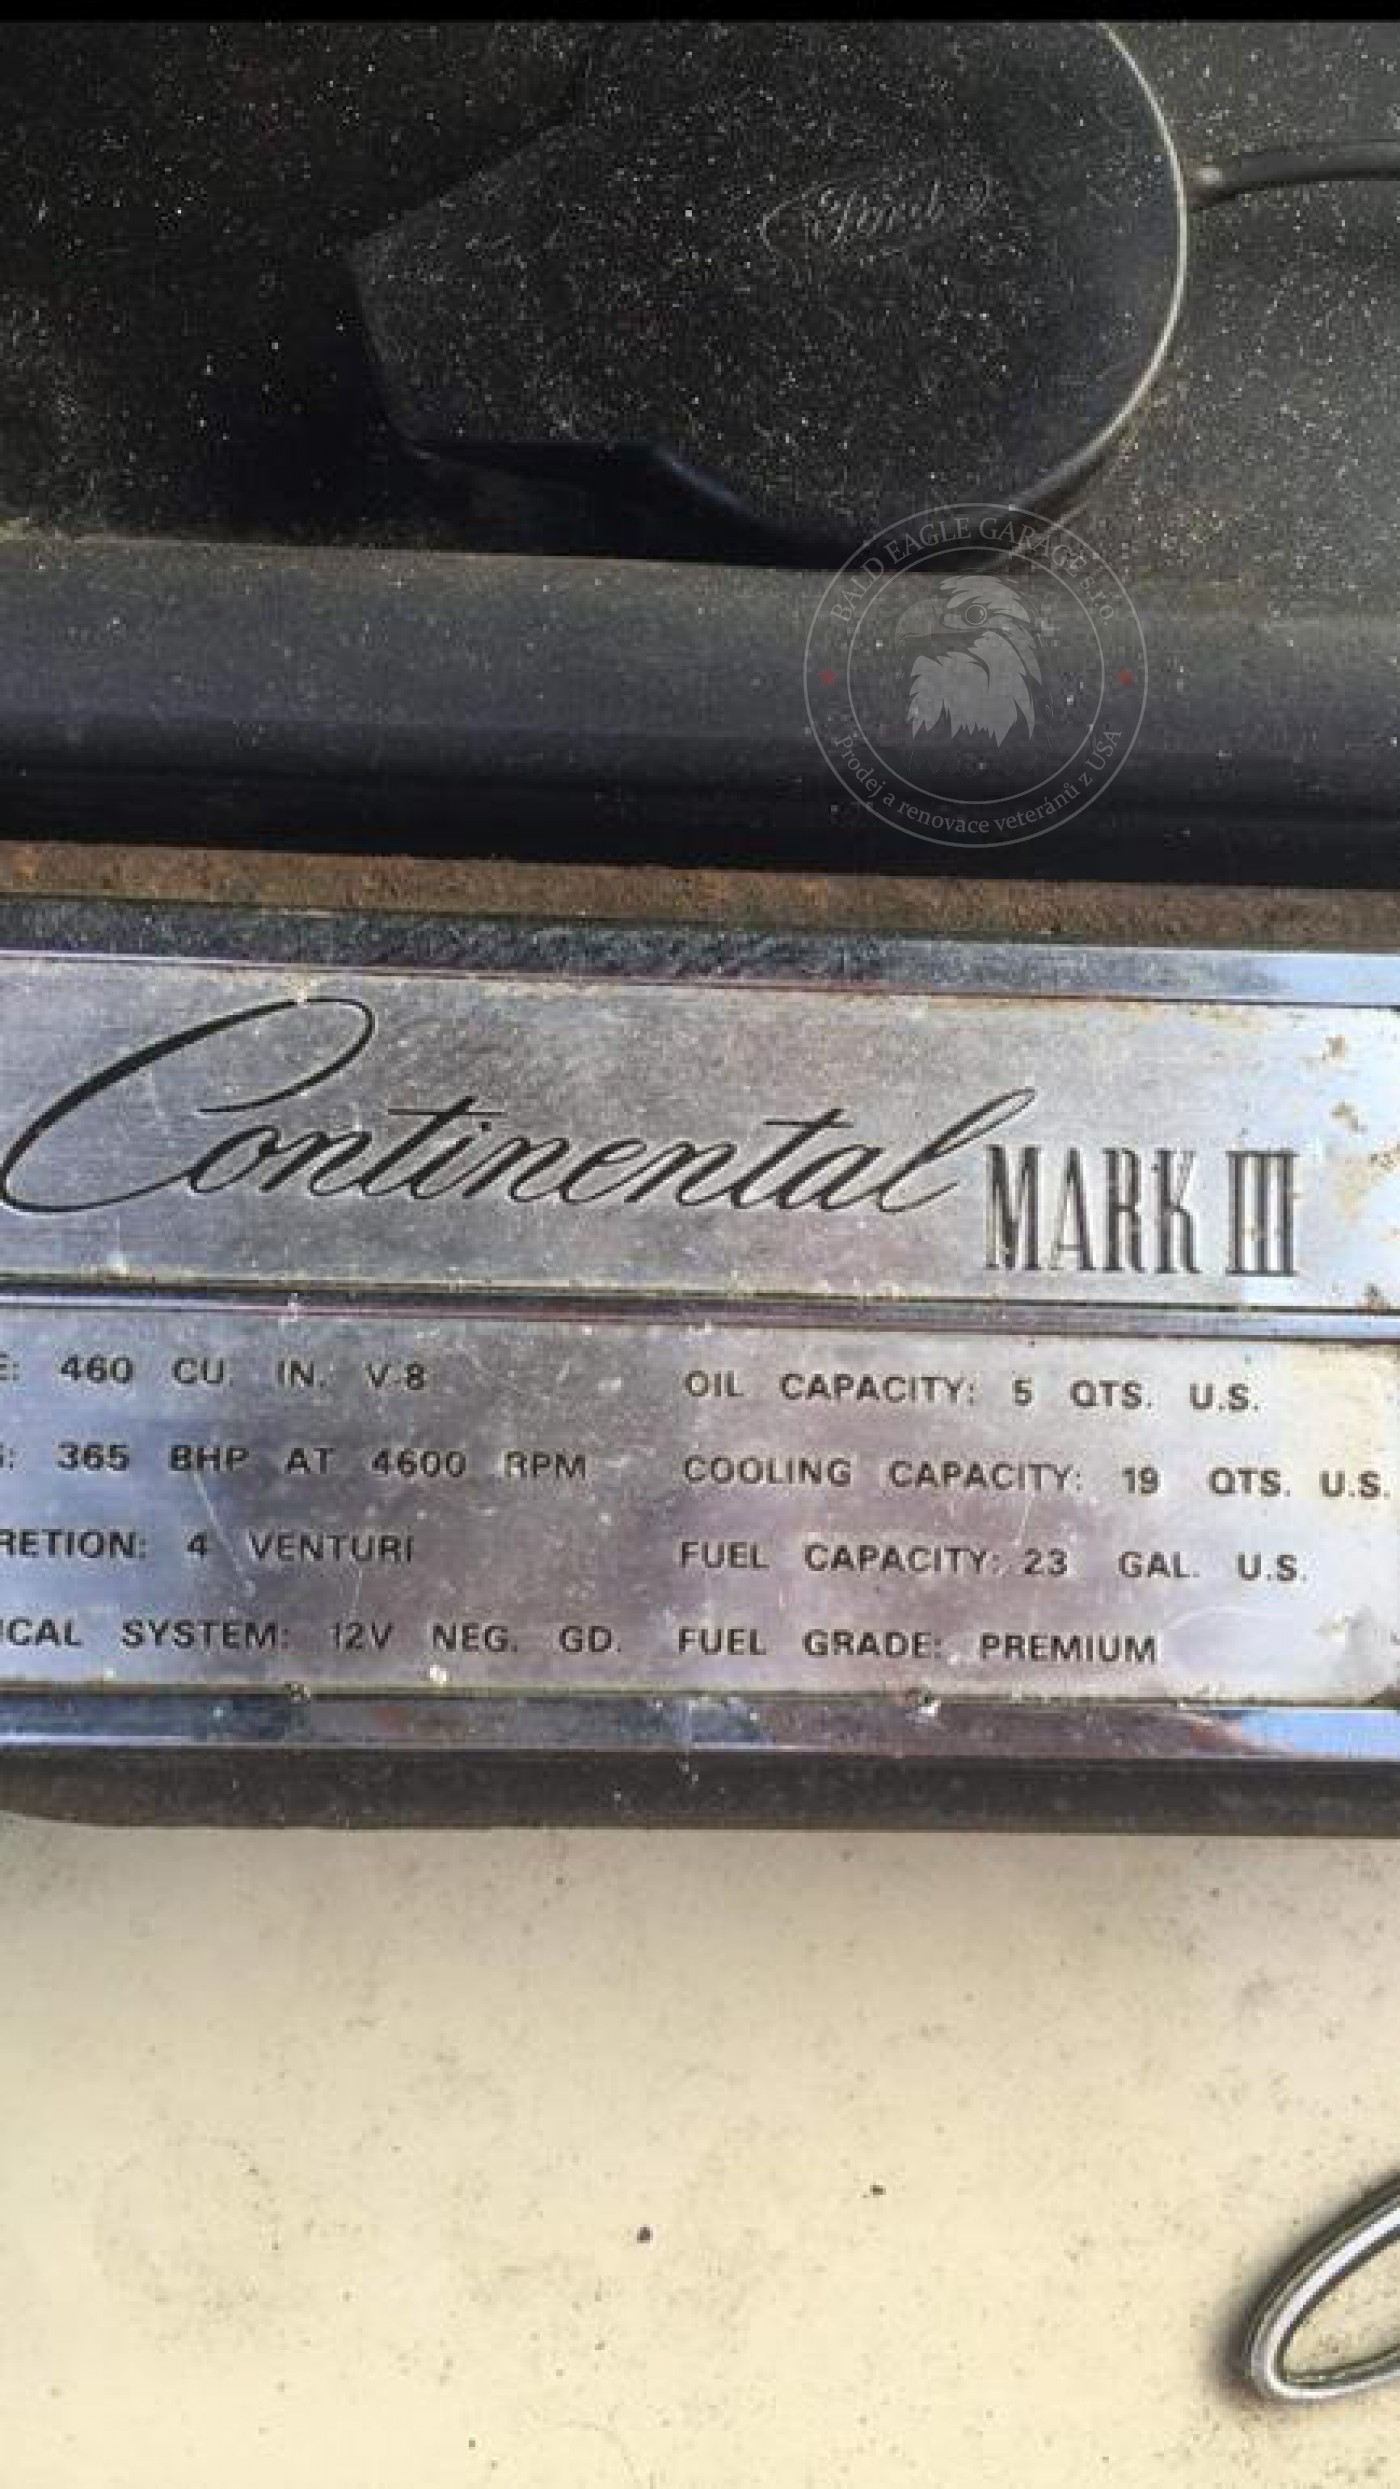 Ford
BALD EAGLE GARAGE s.r.o.
Prodej a renovace veteránů z USA
Continental MARK III
E: 460 CU. IN. V-8
OIL CAPACITY: 5 QTS. U.S.
G: 365 BHP AT 4600 RPM
COOLING CAPACITY: 19 QTS. U.S.
RETION: 4 VENTURI
FUEL CAPACITY: 23 GAL. U.S.
ICAL SYSTEM: 12V NEG. GD.
FUEL GRADE: PREMIUM